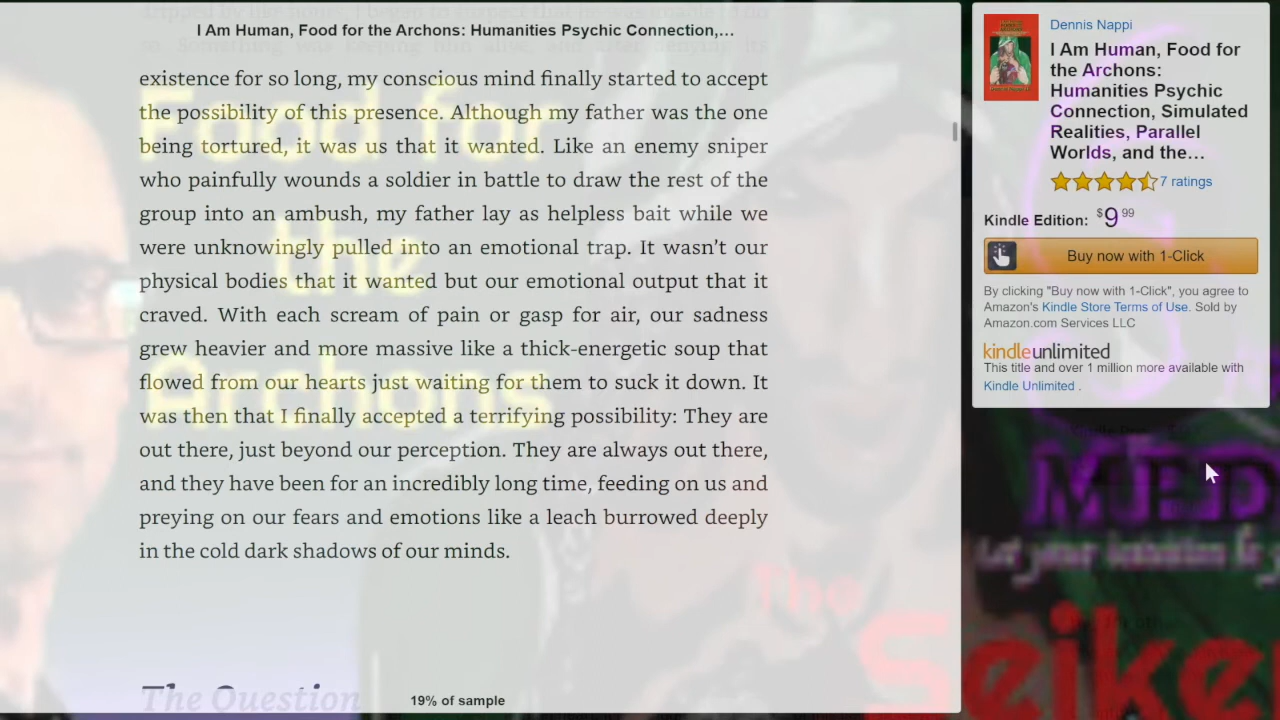 I Am Human, Food for the Archons: Humanities Psychic Connection,...
existence for so long, my conscious mind finally started to accept
the possibility of this presence. Although my father was the one
being tortured, it was us that it wanted. Like an enemy sniper
who painfully wounds a soldier in battle to draw the rest of the
group into an ambush, my father lay as helpless bait while we
were unknowingly pulled into an emotional trap. It wasn't our
physical bodies that it wanted but our emotional output that it
craved. With each scream of pain or gasp for air, our sadness
grew heavier and more massive like a thick-energetic soup that
flowed from our hearts just waiting for them to suck it down. It
was then that I finally accepted a terrifying possibility: They are
out there, just beyond our perception. They are always out there,
and they have been for an incredibly long time, feeding on us and
preying on our fears and emotions like a leach burrowed deeply
in the cold dark shadows of our minds.
The Question
19% of sample
Dennis Nappi
I Am Human, Food for
the Archons:
Humanities Psychic
Connection, Simulated
Realities, Parallel
Worlds, and the...
7 ratings
Kindle Edition: $9 99
Buy now with 1-Click
By clicking "Buy now with 1-Click", you agree to
Amazon's Kindle Store Terms of Use. Sold by
Amazon.com Services LLC
kindleunlimited
This title and over 1 million more available with
Kindle Unlimited .
Food for
the
Archons
The
Seike